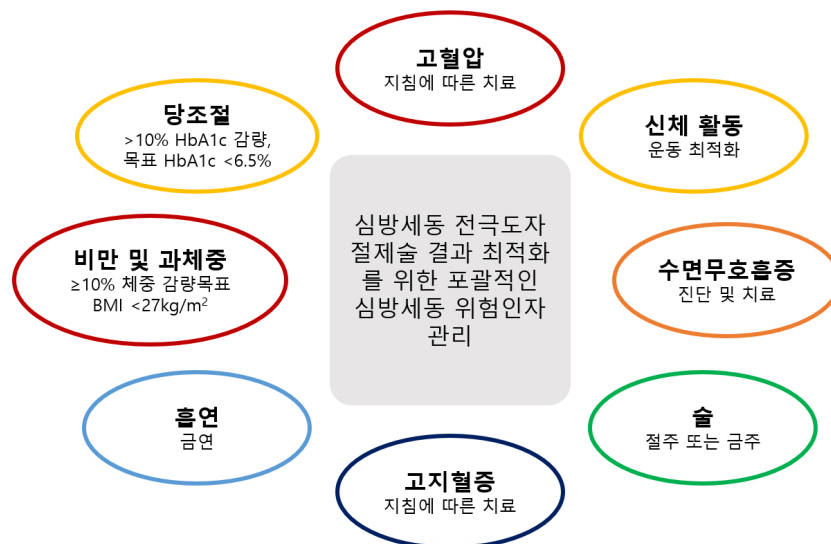 고혈압
지침에 따른 치료
당조절
>10% HbA1c 감량,
목표 HbA1c <6.5%
신체 활동
운동 최적화
심방세동 전극도자
절제술 결과 최적화
를 위한 포괄적인
심방세동 위험인자
관리
비만 및 과체중
≥10% 체중 감량목표
BMI <27kg/m²
수면무호흡증
진단 및 치료
흡연
금연
술
절주 또는 금주
고지혈증
지침에 따른 치료